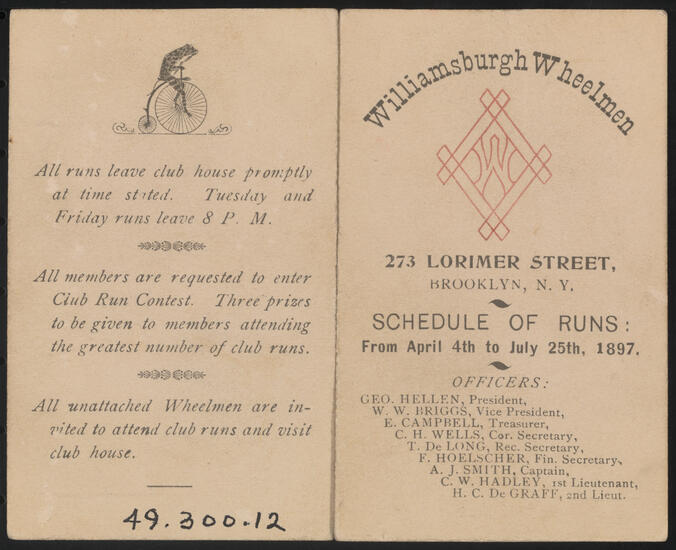 All runs leave club house promptly
at time stated. Tuesday and
Friday runs leave 8 P. M.
All members are requested to enter
Club Run Contest. Three prizes
to be given to members attending
the greatest number of club runs.
All unattached Wheelmen are in-
vited to attend club runs and visit
club house.
49.300.12
Williamsburgh Wheelmen
W
273 LORIMER STREET,
BROOKLYN, N. Y.
SCHEDULE OF RUNS:
From April 4th to July 25th, 1897.
OFFICERS:
GEO. HELLEN, President,
W. W. BRIGGS, Vice President,
E. CAMPBELL, Treasurer,
C. H. WELLS, Cor. Secretary,
T. De LONG, Rec. Secretary,
F. HOELSCHER, Fin. Secretary,
A. J. SMITH, Captain,
C. W. HADLEY, 1st Lieutenant,
H. C. De GRAFF, 2nd Lieut.